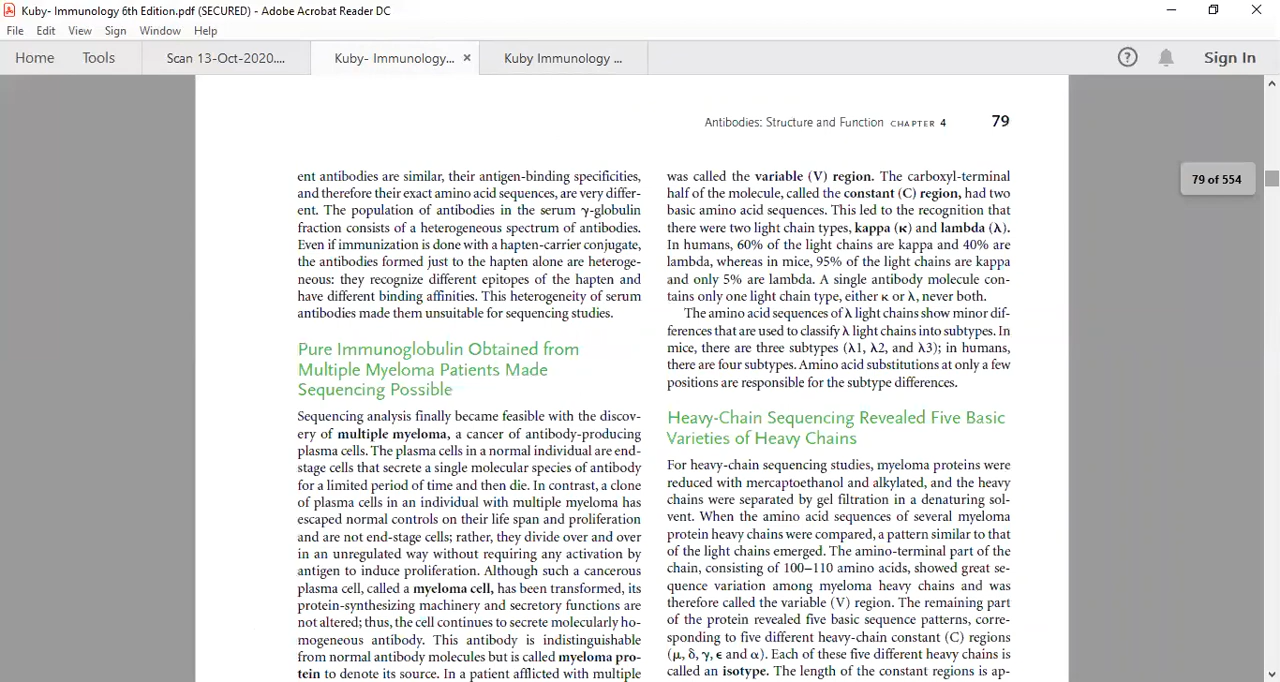 Kuby- Immunology 6th Edition.pdf (SECURED) - Adobe Acrobat Reader DC
File Edit View Sign Window Help
Home Tools Scan 13-Oct-2020.... Kuby- Immunology... × Kuby Immunology ... ? Sign In
Antibodies: Structure and Function CHAPTER 4 79
79 of 554
ent antibodies are similar, their antigen-binding specificities,
and therefore their exact amino acid sequences, are very differ-
ent. The population of antibodies in the serum γ-globulin
fraction consists of a heterogeneous spectrum of antibodies.
Even if immunization is done with a hapten-carrier conjugate,
the antibodies formed just to the hapten alone are heteroge-
neous: they recognize different epitopes of the hapten and
have different binding affinities. This heterogeneity of serum
antibodies made them unsuitable for sequencing studies.
Pure Immunoglobulin Obtained from
Multiple Myeloma Patients Made
Sequencing Possible
Sequencing analysis finally became feasible with the discov-
ery of multiple myeloma, a cancer of antibody-producing
plasma cells. The plasma cells in a normal individual are end-
stage cells that secrete a single molecular species of antibody
for a limited period of time and then die. In contrast, a clone
of plasma cells in an individual with multiple myeloma has
escaped normal controls on their life span and proliferation
and are not end-stage cells; rather, they divide over and over
in an unregulated way without requiring any activation by
antigen to induce proliferation. Although such a cancerous
plasma cell, called a myeloma cell, has been transformed, its
protein-synthesizing machinery and secretory functions are
not altered; thus, the cell continues to secrete molecularly ho-
mogeneous antibody. This antibody is indistinguishable
from normal antibody molecules but is called myeloma pro-
tein to denote its source. In a patient afflicted with multiple
was called the variable (V) region. The carboxyl-terminal
half of the molecule, called the constant (C) region, had two
basic amino acid sequences. This led to the recognition that
there were two light chain types, kappa (κ) and lambda (λ).
In humans, 60% of the light chains are kappa and 40% are
lambda, whereas in mice, 95% of the light chains are kappa
and only 5% are lambda. A single antibody molecule con-
tains only one light chain type, either κ or λ, never both.
The amino acid sequences of λ light chains show minor dif-
ferences that are used to classify λ light chains into subtypes. In
mice, there are three subtypes (λ1, λ2, and λ3); in humans,
there are four subtypes. Amino acid substitutions at only a few
positions are responsible for the subtype differences.
Heavy-Chain Sequencing Revealed Five Basic
Varieties of Heavy Chains
For heavy-chain sequencing studies, myeloma proteins were
reduced with mercaptoethanol and alkylated, and the heavy
chains were separated by gel filtration in a denaturing sol-
vent. When the amino acid sequences of several myeloma
protein heavy chains were compared, a pattern similar to that
of the light chains emerged. The amino-terminal part of the
chain, consisting of 100–110 amino acids, showed great se-
quence variation among myeloma heavy chains and was
therefore called the variable (V) region. The remaining part
of the protein revealed five basic sequence patterns, corre-
sponding to five different heavy-chain constant (C) regions
(μ, δ, γ, ϵ and α). Each of these five different heavy chains is
called an isotype. The length of the constant regions is ap-